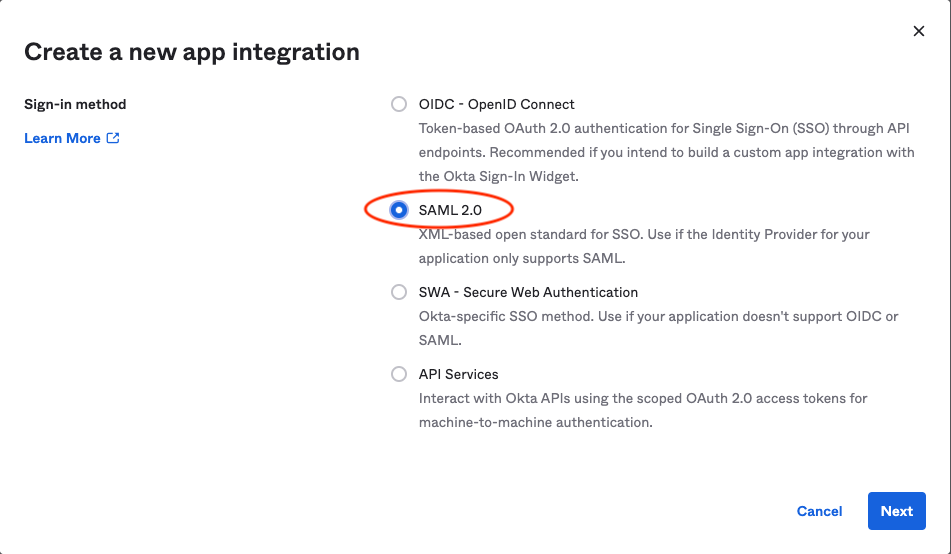 Create a new app integration
Sign-in method
Learn More
OIDC - OpenID Connect
Token-based OAuth 2.0 authentication for Single Sign-On (SSO) through API
endpoints. Recommended if you intend to build a custom app integration with
the Okta Sign-In Widget.
SAML 2.0
XML-based open standard for SSO. Use if the Identity Provider for your
application only supports SAML.
SWA - Secure Web Authentication
Okta-specific SSO method. Use if your application doesn't support OIDC or
SAML.
API Services
Interact with Okta APIs using the scoped OAuth 2.0 access tokens for
machine-to-machine authentication.
Cancel
Next